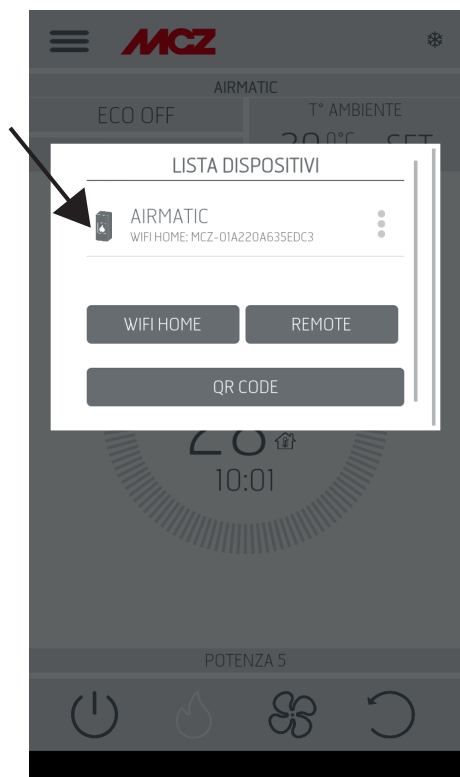 MCZ
AIRMATIC
ECO OFF
T° AMBIENTE
SET
LISTA DISPOSITIVI
AIRMATIC
WIFI HOME: MCZ-01A220A635EDC3
WIFI HOME
REMOTE
QR CODE
10:01
POTENZA 5